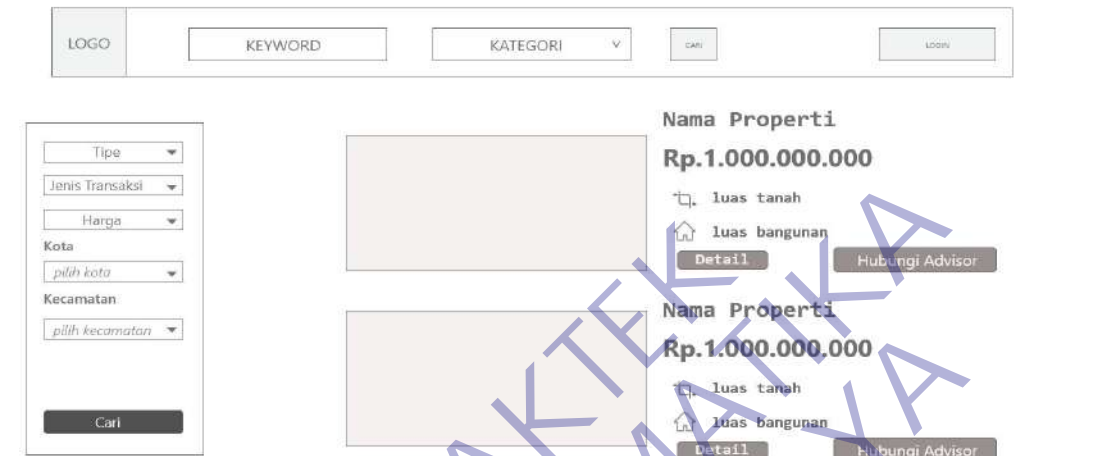 LOGO
KEYWORD
KATEGORI
CARI
LOGIN
Tipe
Jenis Transaksi
Harga
Kota
pilih kota
Kecamatan
pilih kecamatan
Cari
Nama Properti
Rp.1.000.000.000
luas tanah
luas bangunan
Detail
Hubungi Advisor
Nama Properti
Rp.1.000.000.000
luas tanah
luas bangunan
Detail
Hubungi Advisor